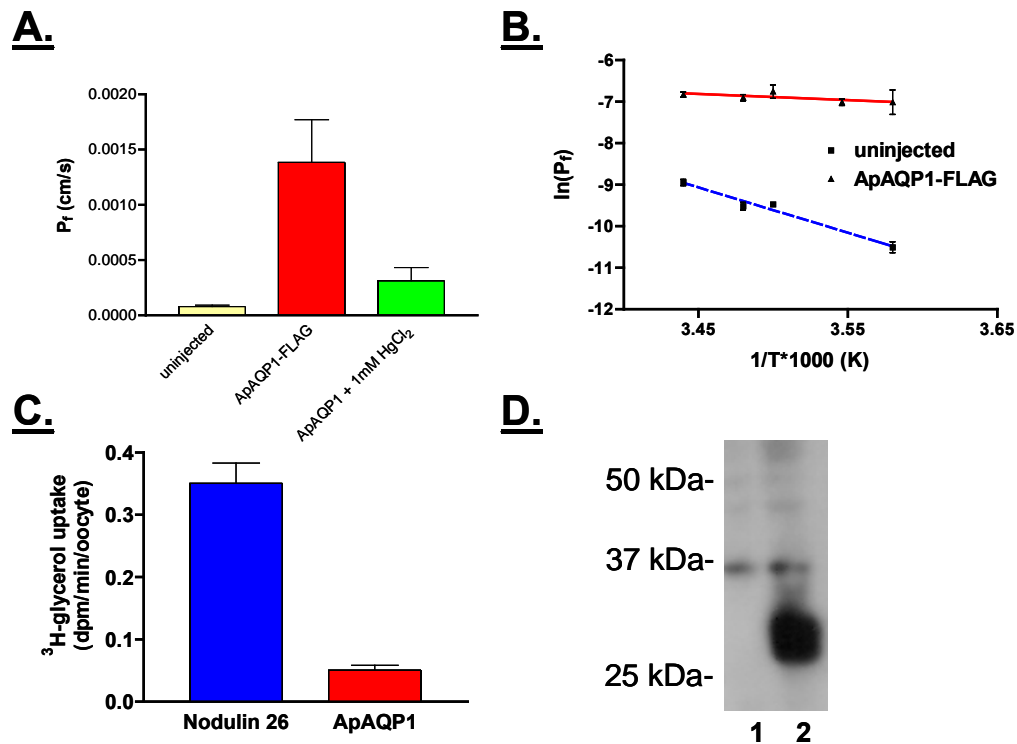 A.
0.0020
0.0015
0.0010
0.0005
0.0000
Pf (cm/s)
uninjected
ApAQP1-FLAG
ApAQP1 + 1mM HgCl2
B.
-6
-7
-8
-9
-10
-11
-12
ln(Pf)
uninjected
ApAQP1-FLAG
3.45 3.55 3.65
1/T*1000 (K)
C.
0.4
0.3
0.2
0.1
0.0
3H-glycerol uptake
(dpm/min/oocyte)
Nodulin 26 ApAQP1
D.
50 kDa-
37 kDa-
25 kDa-
1 2